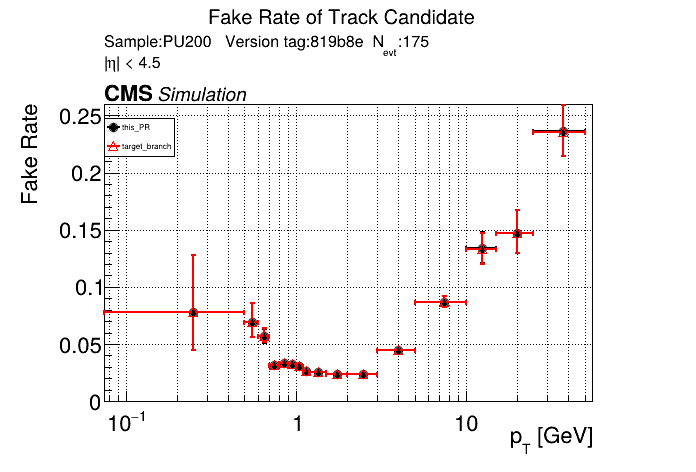 Fake Rate of Track Candidate
Sample:PU200 Version tag:819b8e N_evt:175
|η| < 4.5
CMS Simulation
Fake Rate
this_PR
target_branch
0.25
0.2
0.15
0.1
0.05
0
10⁻¹
1
10
p_T [GeV]